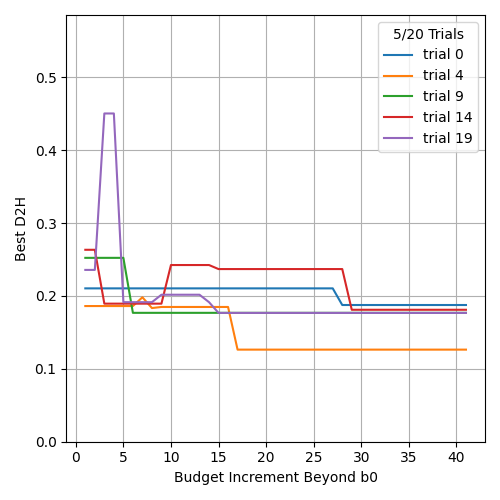 5/20 Trials
trial 0
trial 4
trial 9
trial 14
trial 19
Best D2H
0.5
0.4
0.3
0.2
0.1
0.0
0 5 10 15 20 25 30 35 40
Budget Increment Beyond b0